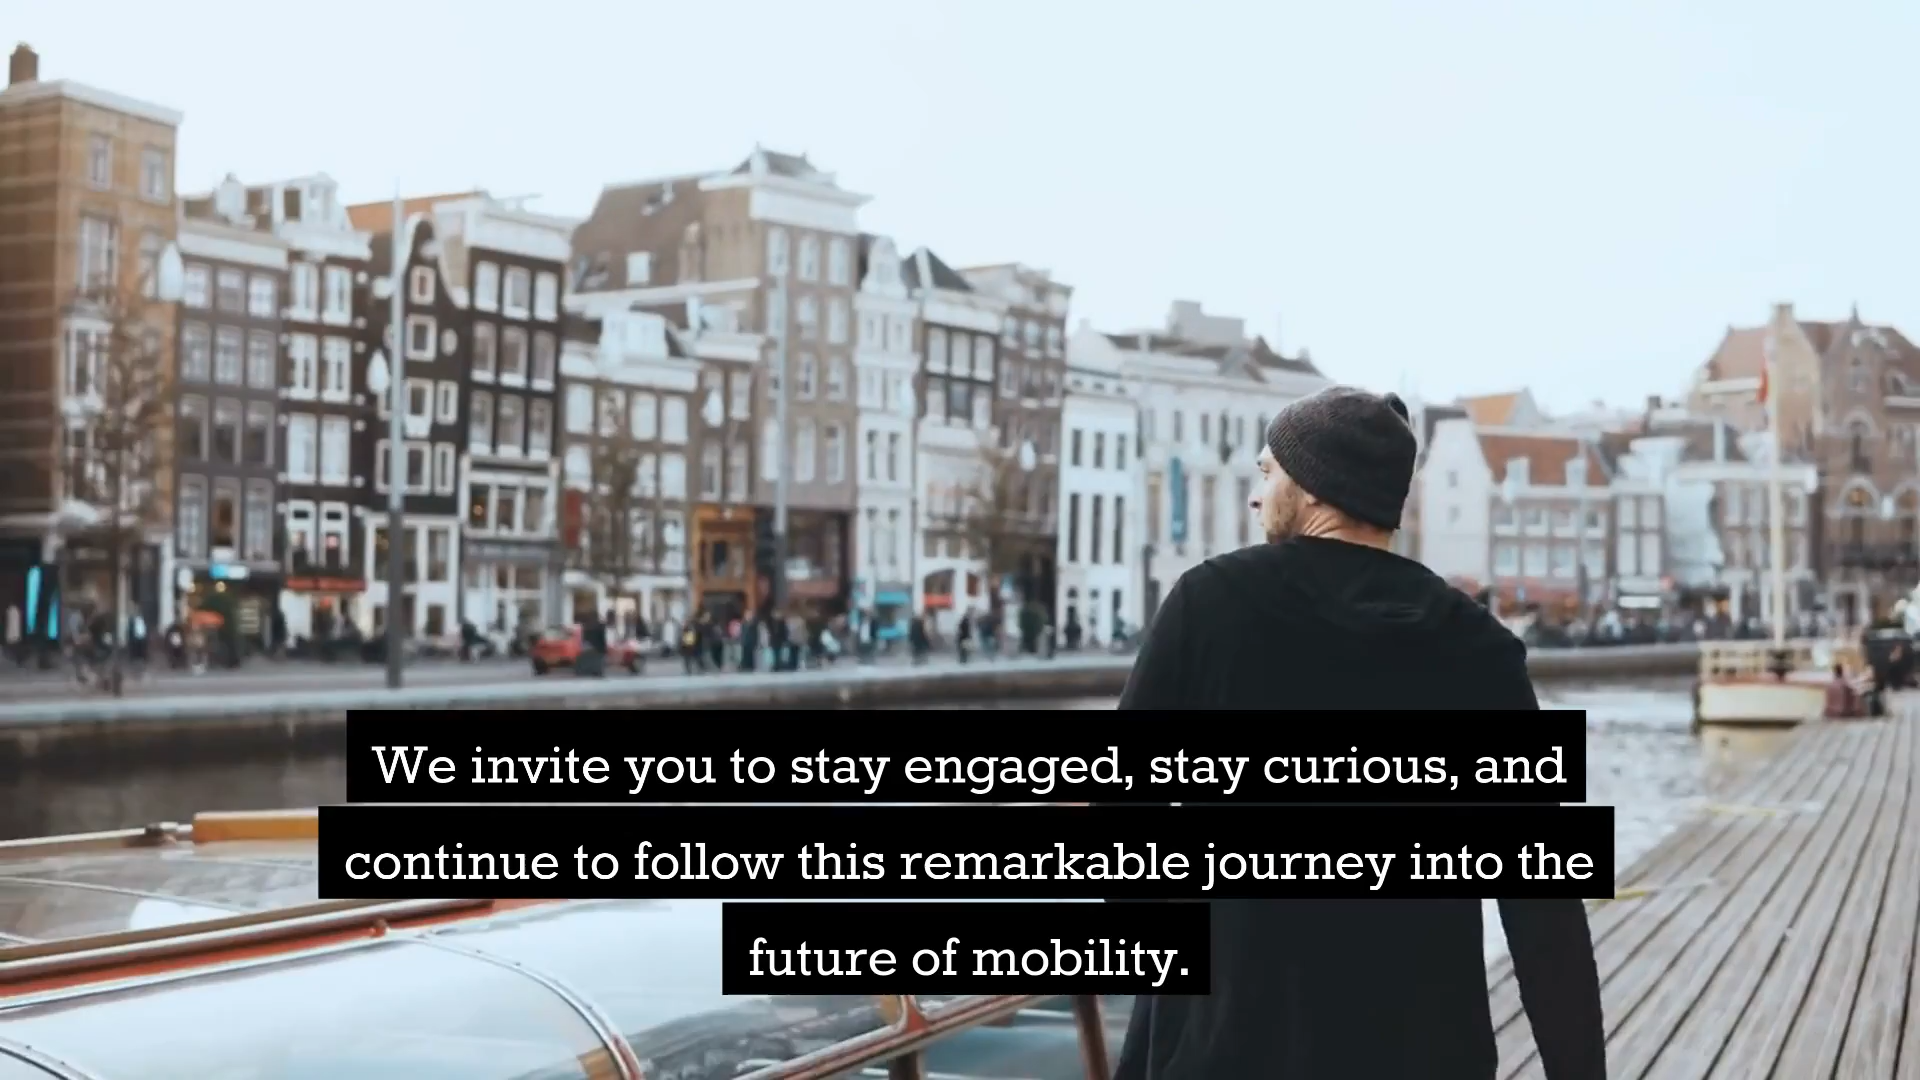 We invite you to stay engaged, stay curious, and
continue to follow this remarkable journey into the
future of mobility.